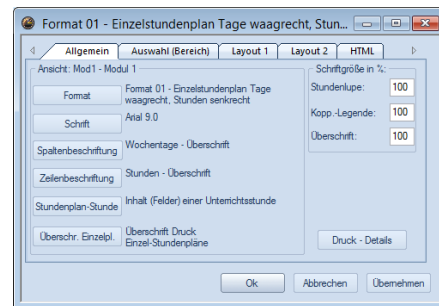 Format 01 - Einzelstundenplan Tage waagrecht, Stun...
Allgemein
Auswahl (Bereich)
Layout 1
Layout 2
HTML
Ansicht: Mod1 - Modul 1
Format
Format 01 - Einzelstundenplan Tage
waagrecht, Stunden senkrecht
Schrift
Arial 9.0
Spaltenbeschriftung
Wochentage - Überschrift
Zeilenbeschriftung
Stunden - Überschrift
Stundenplan-Stunde
Inhalt (Felder) einer Unterrichtsstunde
Überschr. Einzelpl.
Überschrift Druck
Einzel-Stundenpläne
Schriftgröße in %:
Stundenlupe: 100
Kopp.-Legende: 100
Überschrift: 100
Druck - Details
Ok
Abbrechen
Übernehmen